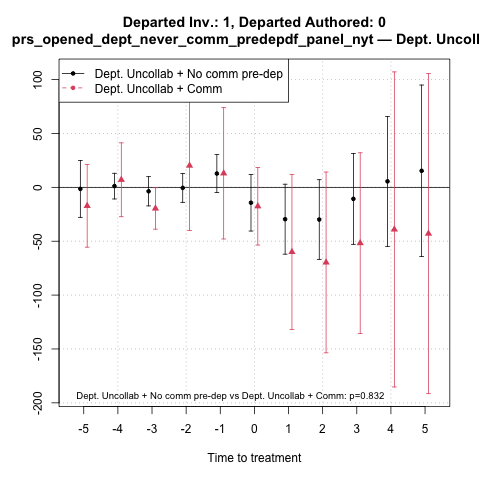 Departed Inv.: 1, Departed Authored: 0
prs_opened_dept_never_comm_predepdf_panel_nyt — Dept. Uncoll
Dept. Uncollab + No comm pre-dep
Dept. Uncollab + Comm
100
50
0
-50
-100
-150
-200
Dept. Uncollab + No comm pre-dep vs Dept. Uncollab + Comm: p=0.832
-5 -4 -3 -2 -1 0 1 2 3 4 5
Time to treatment